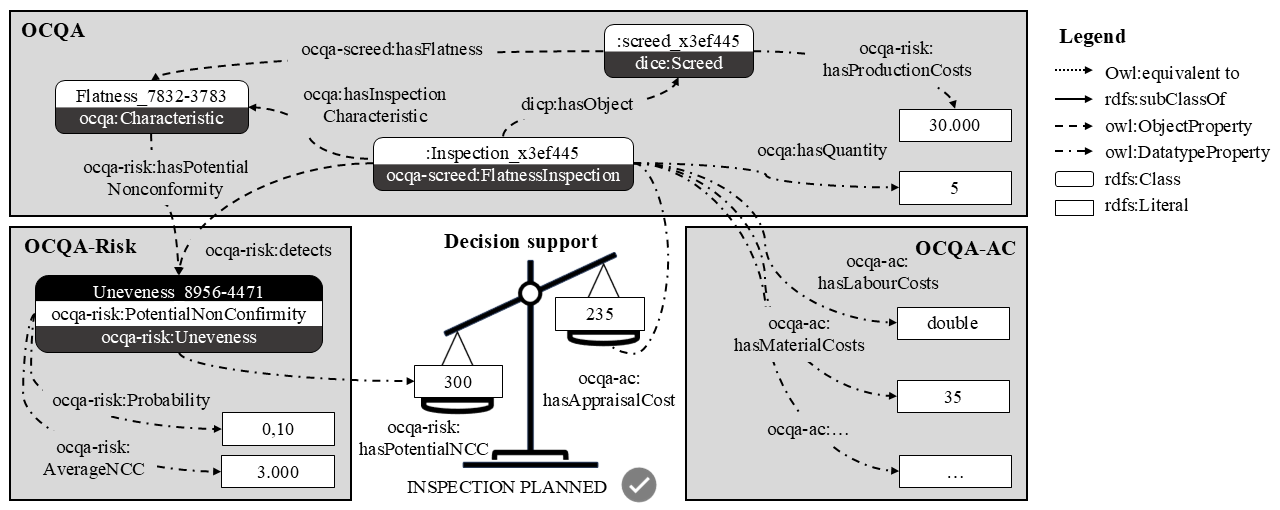 OCQA
:screed_x3ef445
dice:Screed
ocqa-screed:hasFlatness
ocqa-risk:
hasProductionCosts
Flatness_7832-3783
ocqa:Characteristic
ocqa:hasInspection
Characteristic
dicp:hasObject
30.000
:Inspection_x3ef445
ocqa-screed:FlatnessInspection
ocqa:hasQuantity
5
ocqa-risk:hasPotential
Nonconformity
Legend
Owl:equivalent to
rdfs:subClassOf
owl:ObjectProperty
owl:DatatypeProperty
rdfs:Class
rdfs:Literal
OCQA-Risk
ocqa-risk:detects
Uneveness_8956-4471
ocqa-risk:PotentialNonConfirmity
ocqa-risk:Uneveness
ocqa-risk:Probability
0,10
ocqa-risk:
AverageNCC
3.000
Decision support
235
300
ocqa-ac:
hasAppraisalCost
ocqa-risk:
hasPotentialNCC
INSPECTION PLANNED
OCQA-AC
ocqa-ac:
hasLabourCosts
double
ocqa-ac:
hasMaterialCosts
35
ocqa-ac:…
…